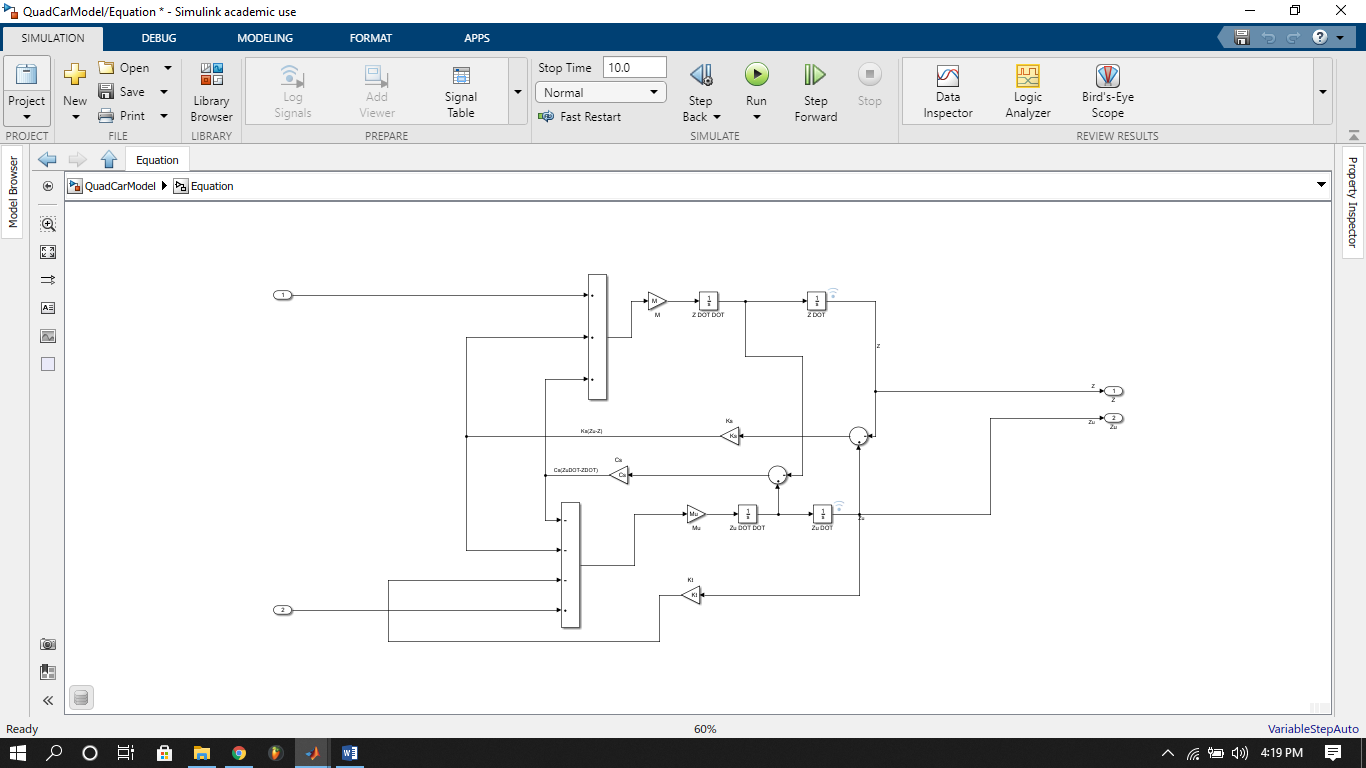 QuadCarModel/Equation * - Simulink academic use
SIMULATION DEBUG MODELING FORMAT APPS
Project
New
Open
Save
Print
Library
Browser
Log
Signals
Add
Viewer
Signal
Table
Stop Time 10.0
Normal
Fast Restart
Step
Back
Run
Step
Forward
Stop
Data
Inspector
Logic
Analyzer
Bird's-Eye
Scope
PROJECT FILE LIBRARY PREPARE SIMULATE REVIEW RESULTS
Model Browser
Equation
QuadCarModel Equation
Property Inspector
1
M
M
1
s
Z DOT DOT
1
s
Z DOT
Z
Z
1
Z
Zu
2
Zu
Ks
Ks
Ks(Zu-Z)
Cs
Cs
Cs(ZuDOT-ZDOT)
Mu
Mu
1
s
Zu DOT DOT
1
s
Zu DOT
Zu
Kt
Kt
2
Ready 60% VariableStepAuto
4:19 PM